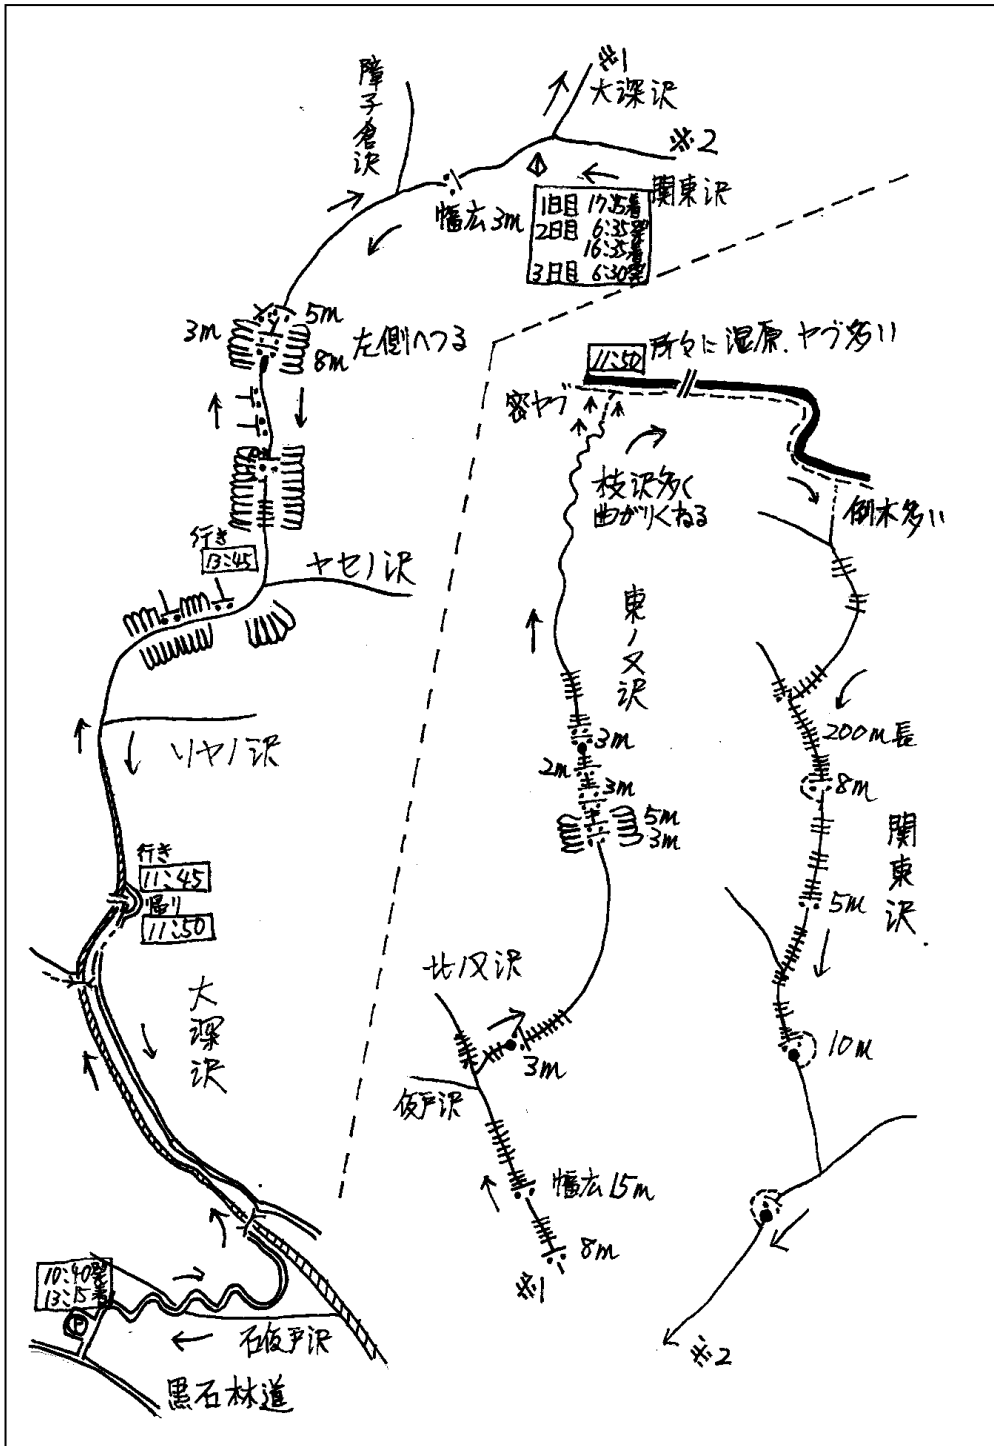 ※1
大深沢
障子倉沢
※2
関東沢
幅広3m
1日目 17:35着
2日目 6:35発
16:35着
3日目 6:30発
5m
3m
8m
左側へつる
11:50
所々に湿原、ヤブ多い
密ヤブ
枝沢多く
曲がりくねる
倒木多い
行き
13:45
ヤセノ沢
東ノ又沢
ソヤノ沢
3m
2m
3m
5m
3m
200m長
8m
関東沢.
5m
行き
11:45
帰り
11:50
大深沢
北ノ又沢
3m
10m
仮戸沢
幅広15m
8m
※1
※2
10:40発
13:15着
P
石仮戸沢
黒石林道